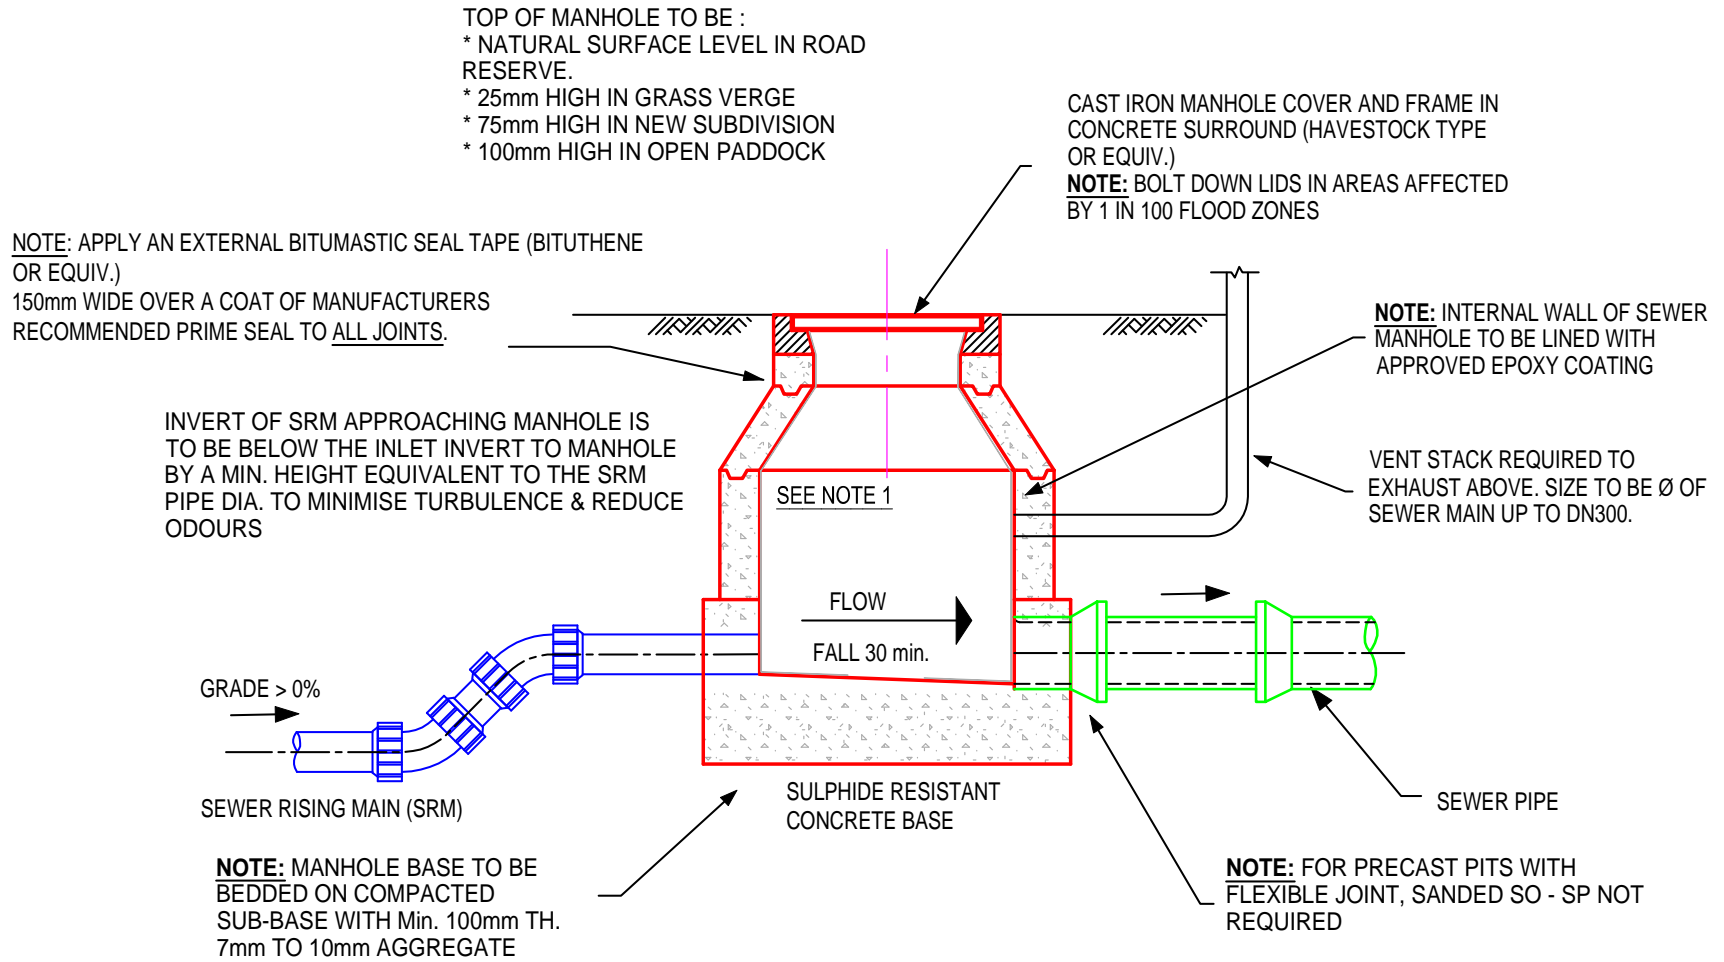 TOP OF MANHOLE TO BE :
* NATURAL SURFACE LEVEL IN ROAD
RESERVE.
* 25mm HIGH IN GRASS VERGE
* 75mm HIGH IN NEW SUBDIVISION
* 100mm HIGH IN OPEN PADDOCK
CAST IRON MANHOLE COVER AND FRAME IN
CONCRETE SURROUND (HAVESTOCK TYPE
OR EQUIV.)
NOTE: BOLT DOWN LIDS IN AREAS AFFECTED
BY 1 IN 100 FLOOD ZONES
NOTE: APPLY AN EXTERNAL BITUMASTIC SEAL TAPE (BITUTHENE
OR EQUIV.)
150mm WIDE OVER A COAT OF MANUFACTURERS
RECOMMENDED PRIME SEAL TO ALL JOINTS.
NOTE: INTERNAL WALL OF SEWER
MANHOLE TO BE LINED WITH
APPROVED EPOXY COATING
INVERT OF SRM APPROACHING MANHOLE IS
TO BE BELOW THE INLET INVERT TO MANHOLE
BY A MIN. HEIGHT EQUIVALENT TO THE SRM
PIPE DIA. TO MINIMISE TURBULENCE & REDUCE
ODOURS
SEE NOTE 1
VENT STACK REQUIRED TO
EXHAUST ABOVE. SIZE TO BE Ø OF
SEWER MAIN UP TO DN300.
FLOW
FALL 30 min.
GRADE > 0%
SEWER RISING MAIN (SRM)
SULPHIDE RESISTANT
CONCRETE BASE
SEWER PIPE
NOTE: MANHOLE BASE TO BE
BEDDED ON COMPACTED
SUB-BASE WITH Min. 100mm TH.
7mm TO 10mm AGGREGATE
NOTE: FOR PRECAST PITS WITH
FLEXIBLE JOINT, SANDED SO - SP NOT
REQUIRED